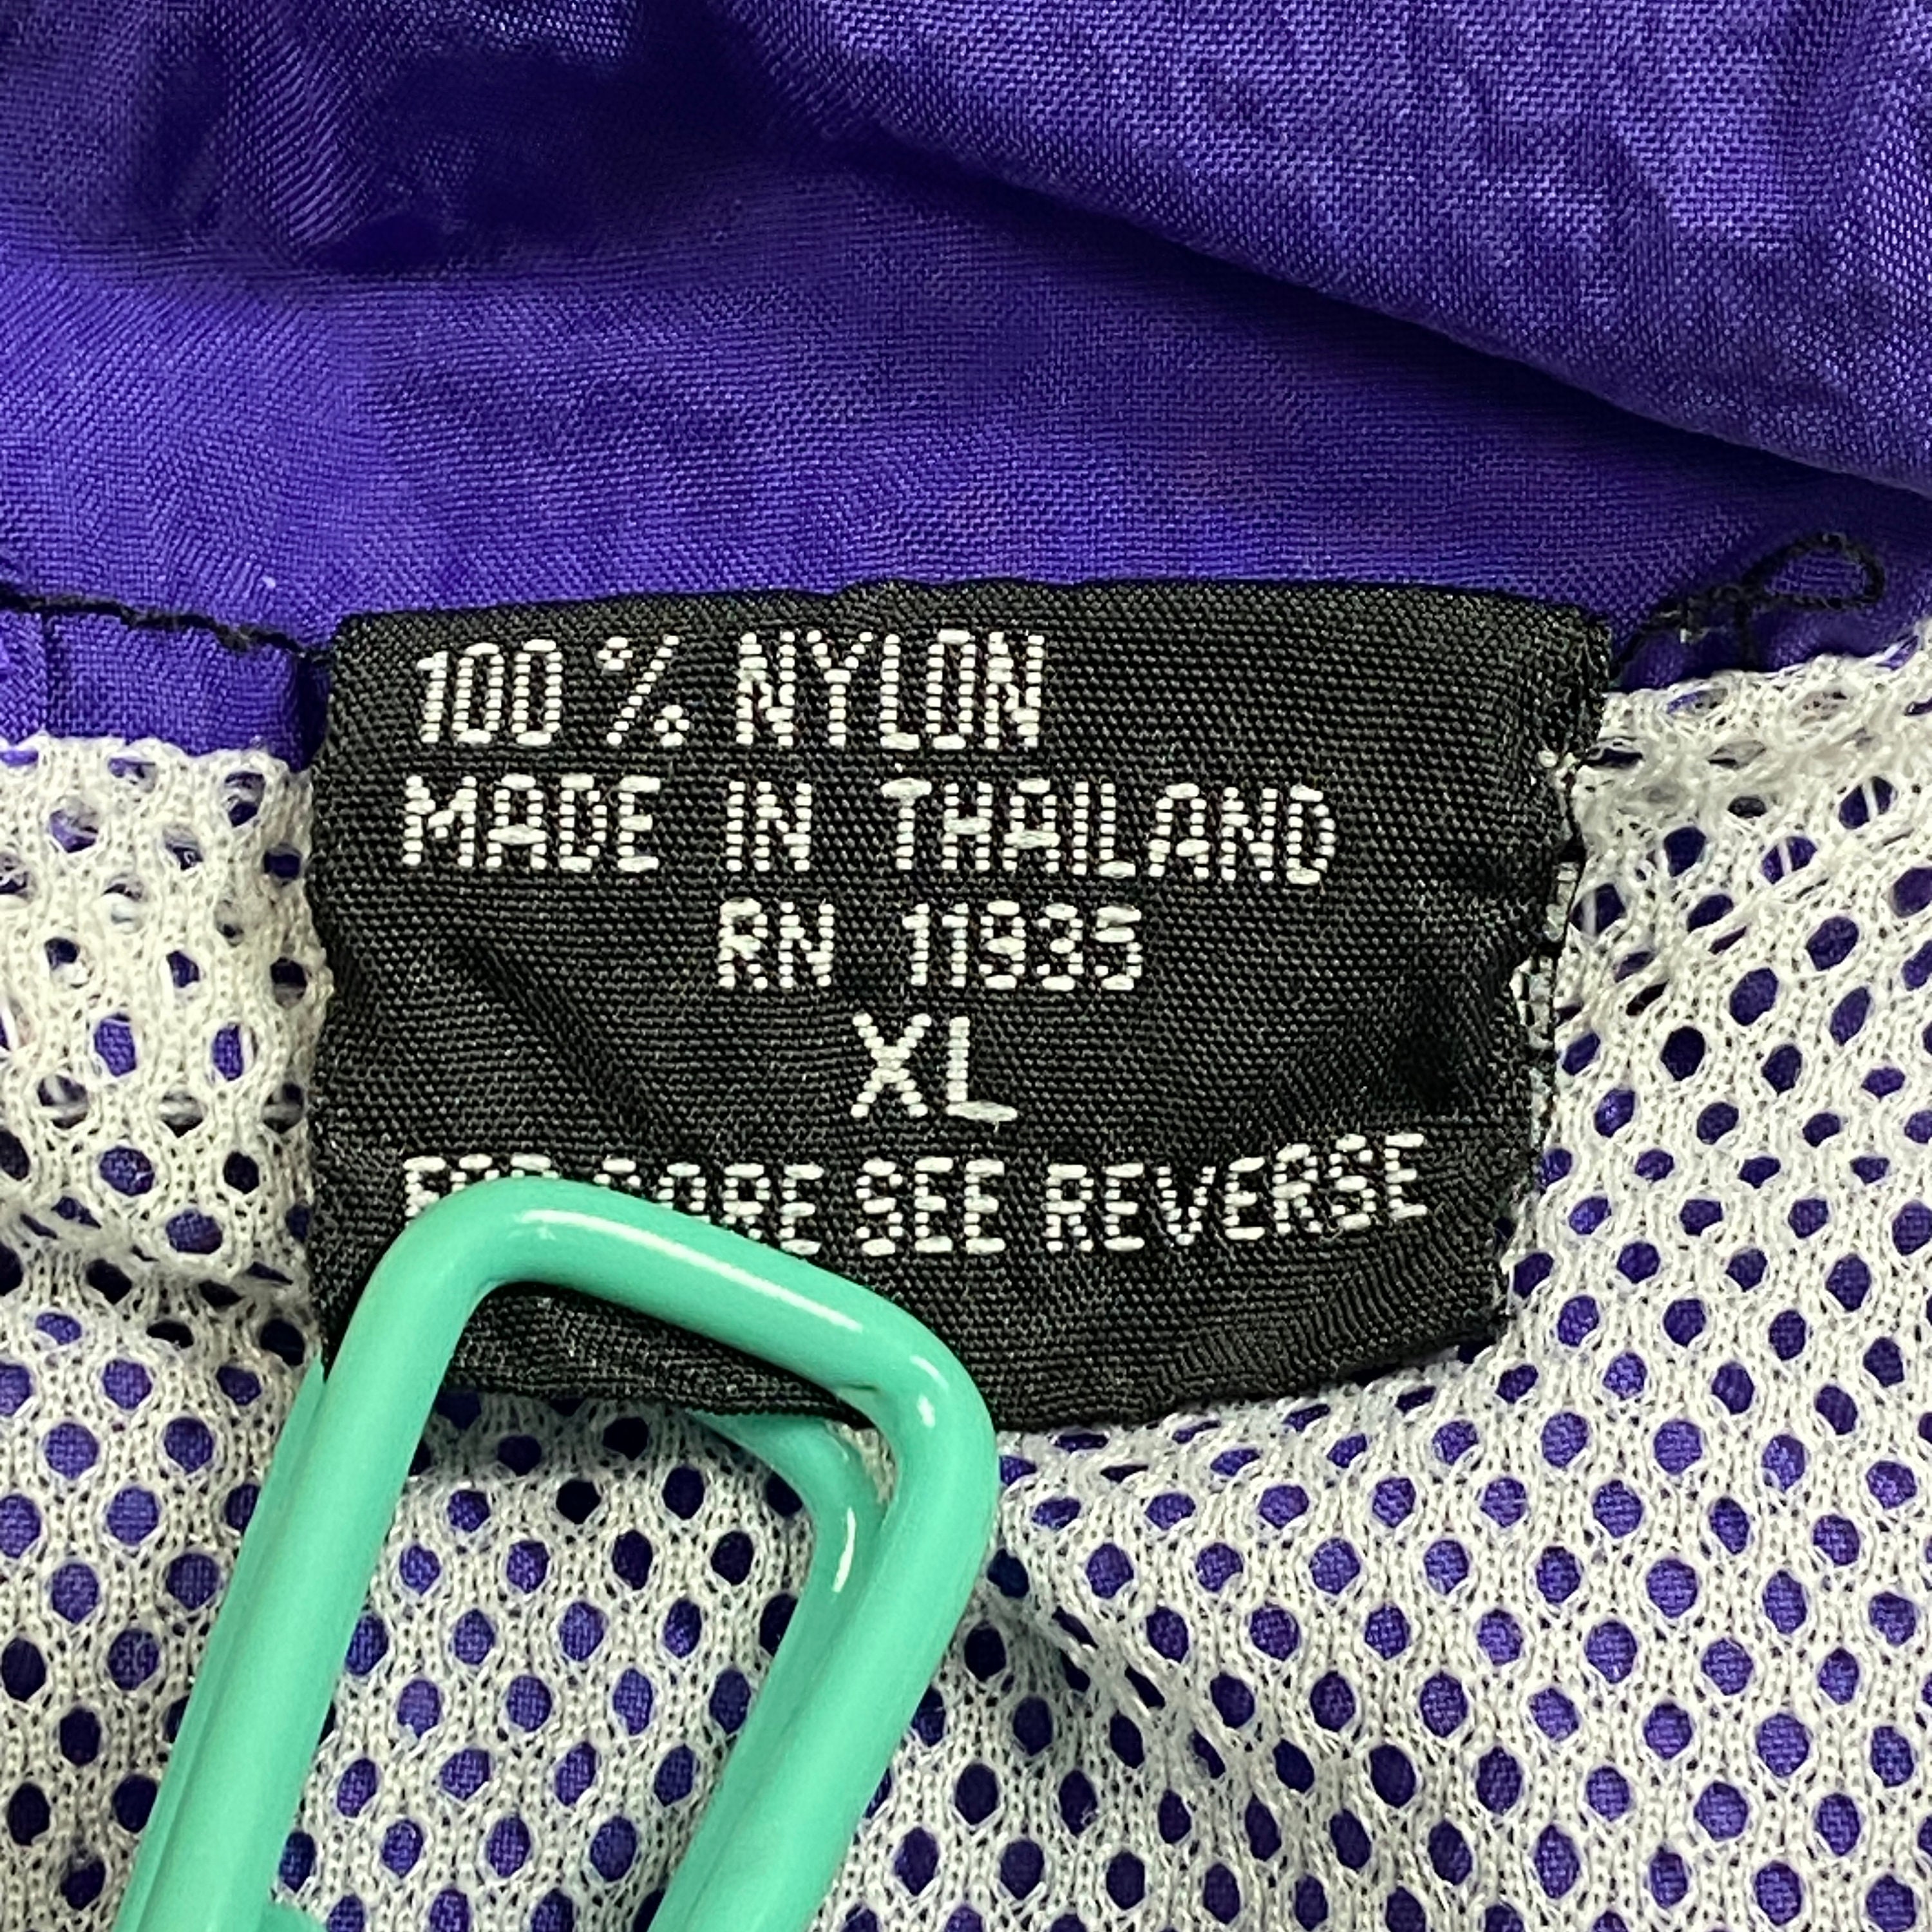 100 % NYLON
MADE IN THAILAND
RN 11935
XL
SEE REVERSE